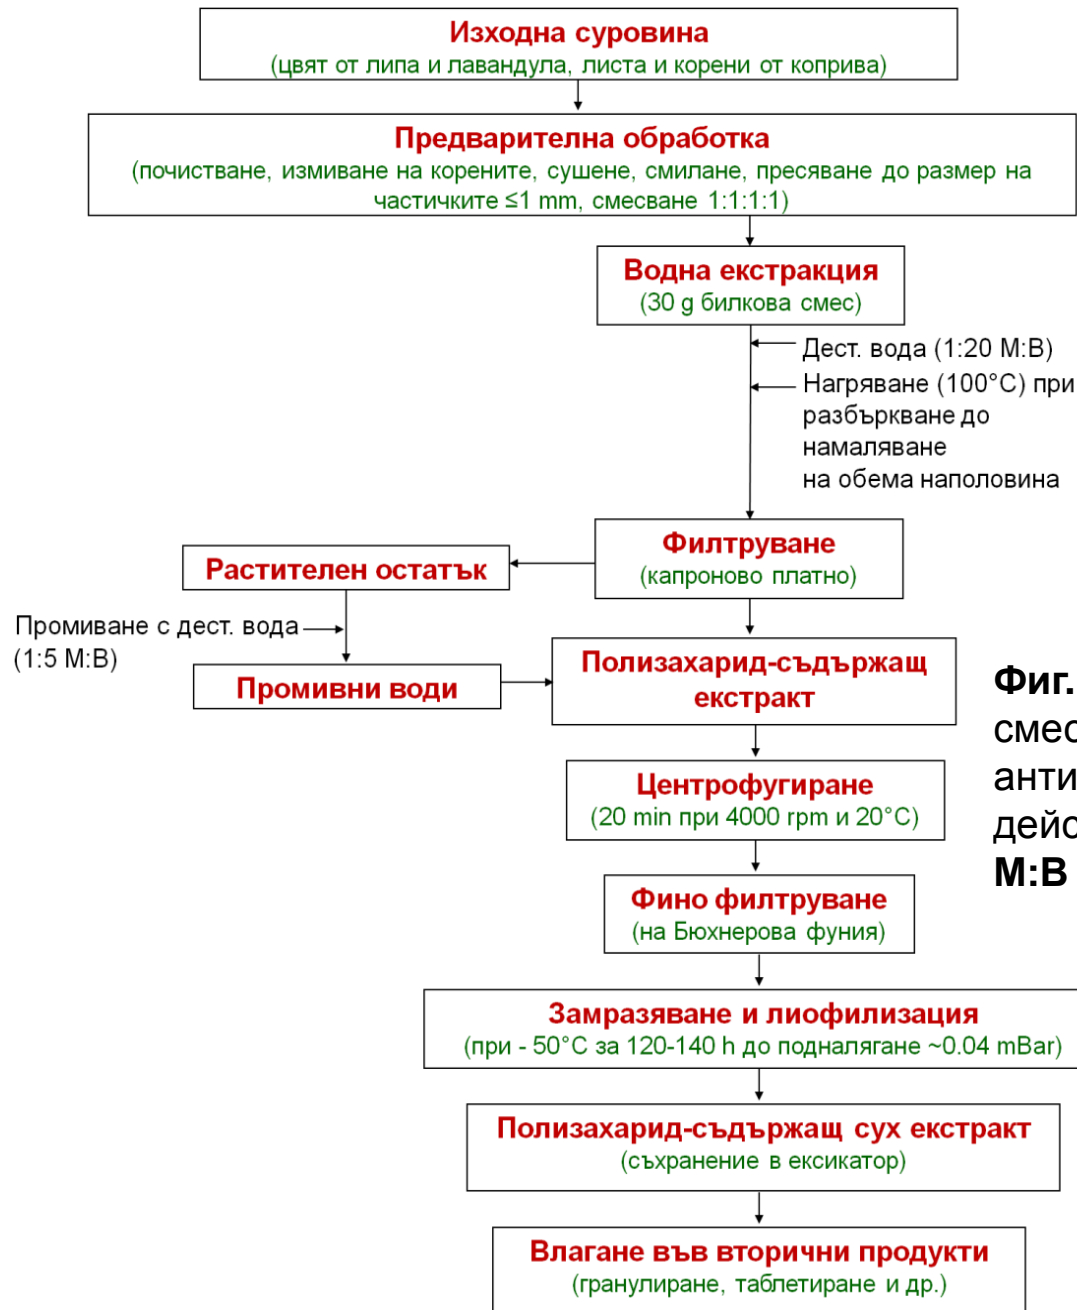 Изходна суровина
(цвят от липа и лавандула, листа и корени от коприва)
Предварителна обработка
(почистване, измиване на корените, сушене, смилане, пресяване до размер на
частичките ≤1 mm, смесване 1:1:1:1)
Водна екстракция
(30 g билкова смес)
Дест. вода (1:20 М:В)
Нагряване (100°C) при
разбъркване до
намаляване
на обема наполовина
Филтруване
(капроново платно)
Растителен остатък
Промиване с дест. вода
(1:5 М:В)
Промивни води
Полизахарид-съдържащ
екстракт
Центрофугиране
(20 min при 4000 rpm и 20°C)
Фино филтруване
(на Бюхнерова фуния)
Замразяване и лиофилизация
(при - 50°C за 120-140 h до подналягане ~0.04 mBar)
Полизахарид-съдържащ сух екстракт
(съхранение в ексикатор)
Влагане във вторични продукти
(гранулиране, таблетиране и др.)
Фиг.
смес
анти
дейс
М:В